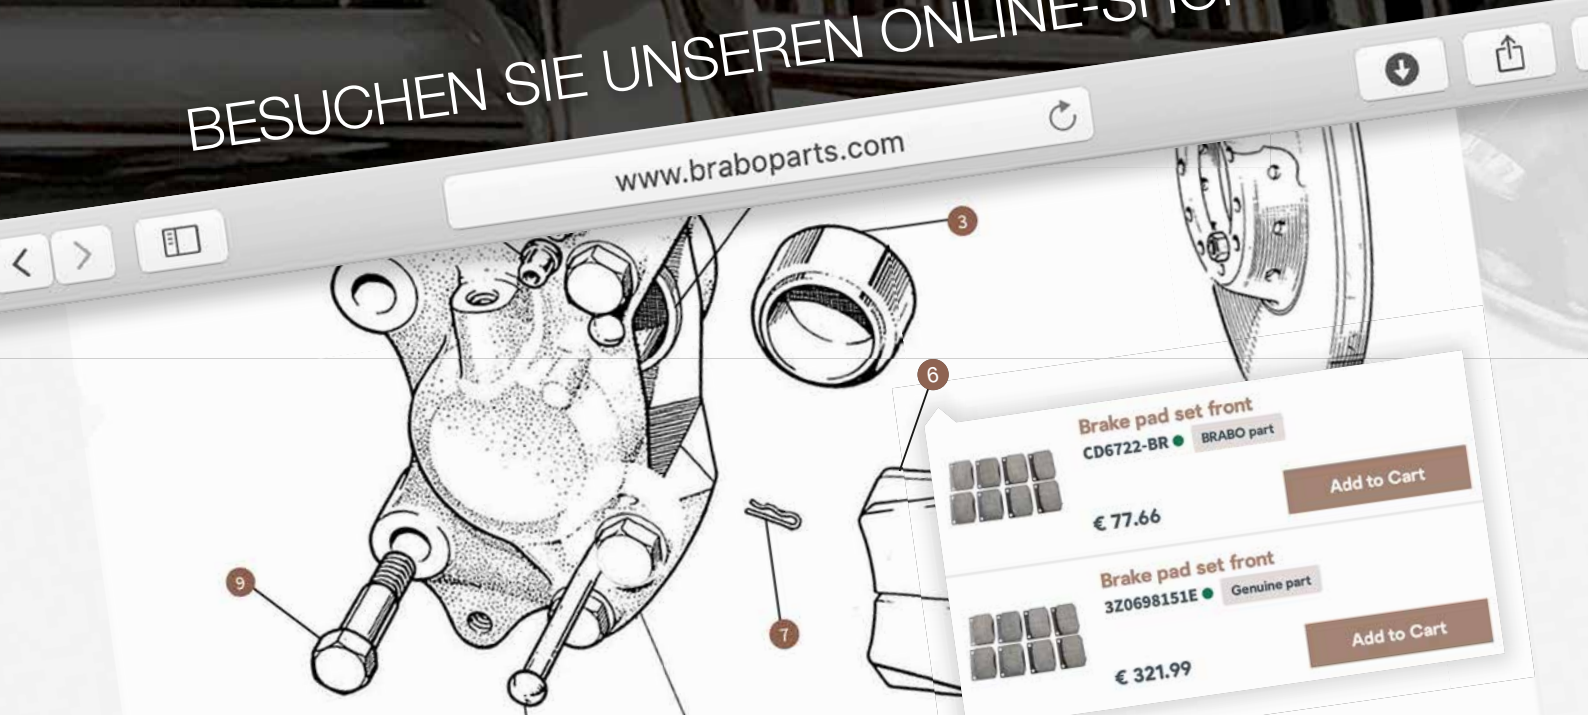 BESUCHEN SIE UNSEREN ONLINE-SHOP
www.braboparts.com
3
6
Brake pad set front
CD6722-BR
BRABO part
Add to Cart
€ 77.66
Brake pad set front
3Z0698151E
Genuine part
Add to Cart
€ 321.99
7
9